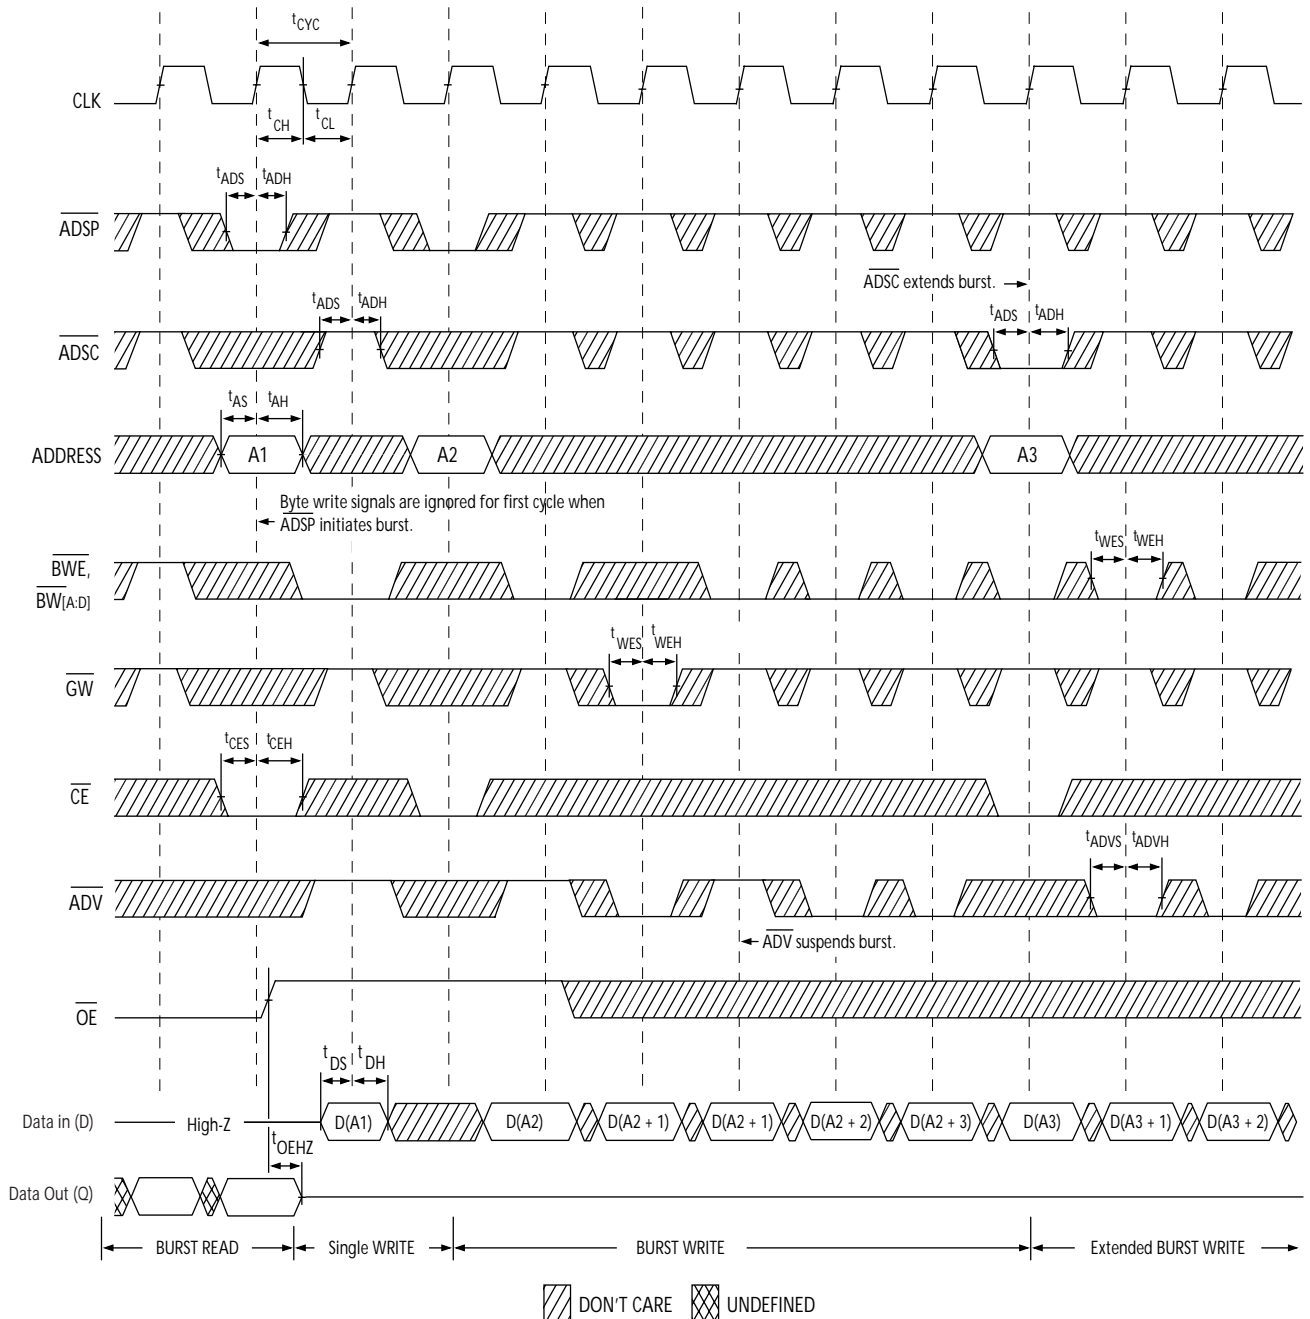 tCYC
CLK
tCH
tCL
tADS
tADH
ADSP
ADSC extends burst.
tADS
tADH
tADS
tADH
ADSC
tAS
tAH
ADDRESS
A1
A2
A3
Byte write signals are ignored for first cycle when
ADSP initiates burst.
tWES
tWEH
BWE,
BW[A:D]
tWES
tWEH
GW
tCES
tCEH
CE
tADVS
tADVH
ADV
ADV suspends burst.
OE
tDS
tDH
Data in (D)
High-Z
D(A1)
D(A2)
D(A2 + 1)
D(A2 + 1)
D(A2 + 2)
D(A2 + 3)
D(A3)
D(A3 + 1)
D(A3 + 2)
tOEHZ
Data Out (Q)
BURST READ
Single WRITE
BURST WRITE
Extended BURST WRITE
DON'T CARE
UNDEFINED